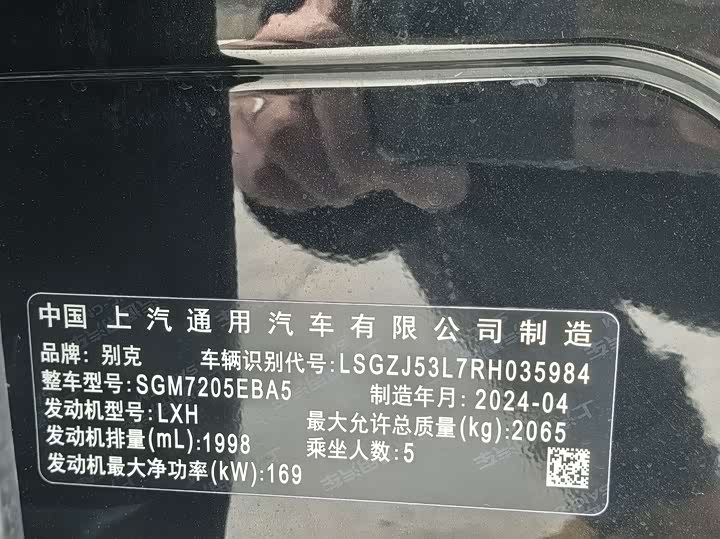 中国 上汽通用汽车有限公司制造
品牌: 别克 车辆识别代号:LSGZJ53L7RH035984
整车型号:SGM7205EBA5 制造年月: 2024-04
发动机型号:LXH 最大允许总质量(kg):2065
发动机排量(mL):1998 乘坐人数:5
发动机最大净功率(kW):169